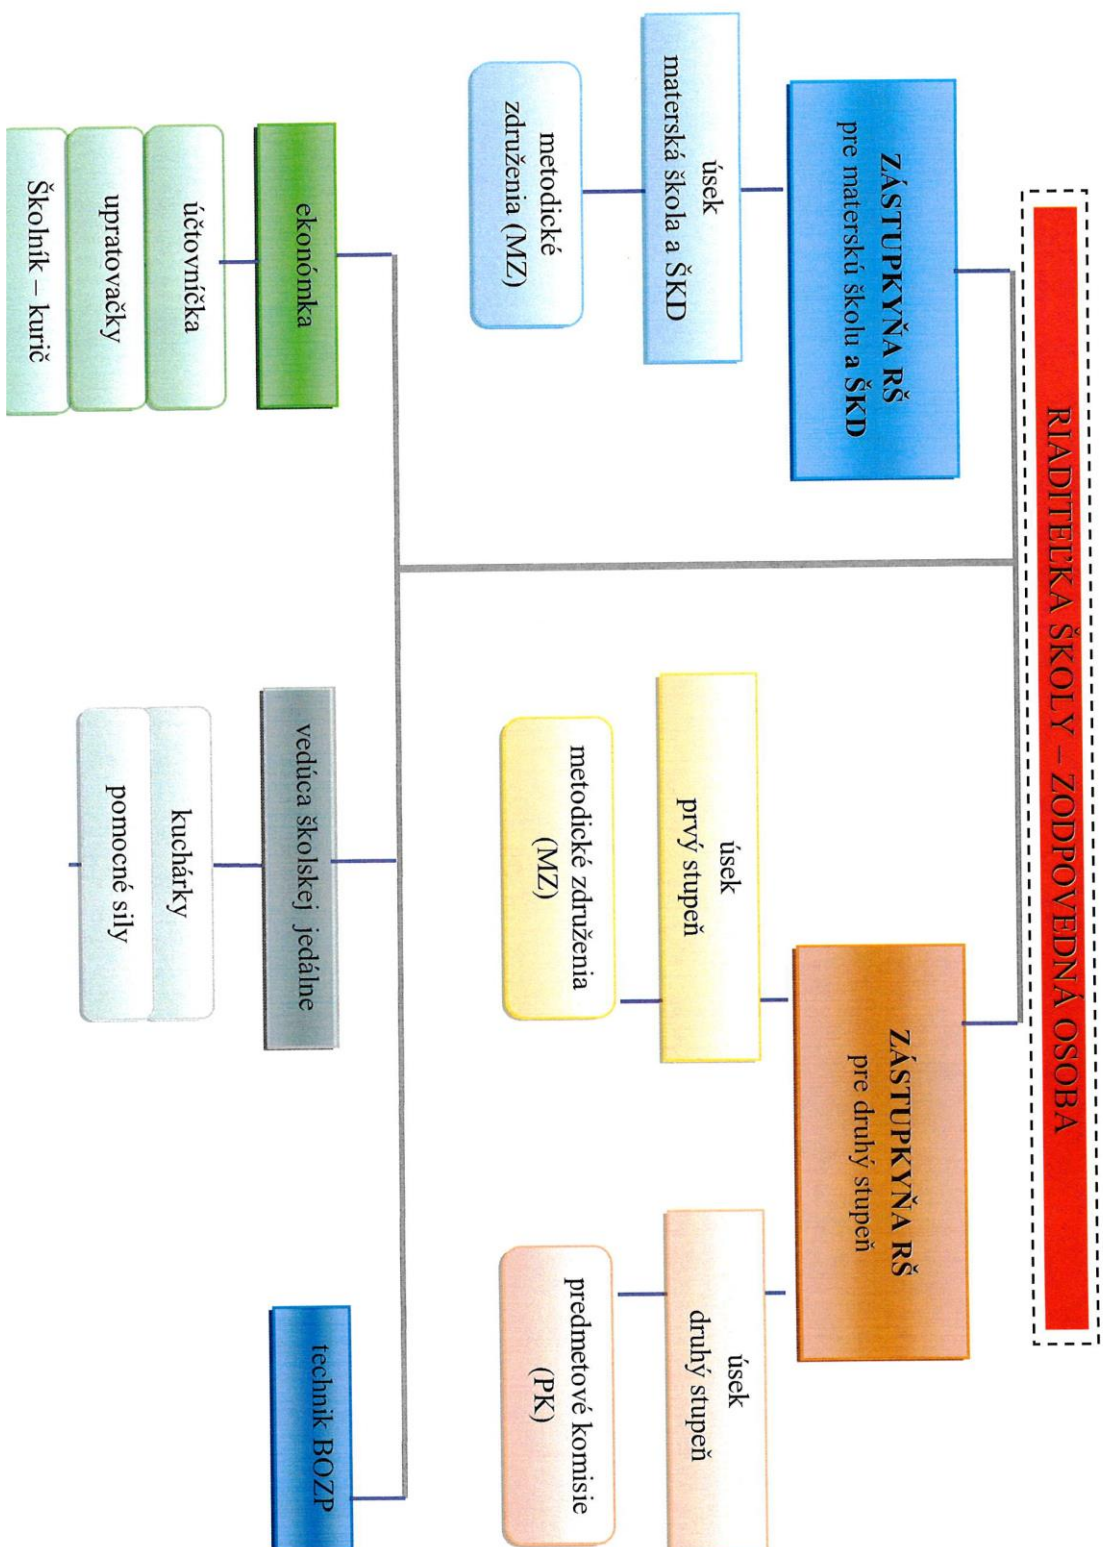 RIADITEĽKA ŠKOLY – ZODPOVEDNÁ OSOBA
ZÁSTUPKYŇA RŠ
pre materskú školu a ŠKD
ZÁSTUPKYŇA RŠ
pre druhý stupeň
úsek
materská škola a ŠKD
úsek
prvý stupeň
úsek
druhý stupeň
metodické
združenia (MZ)
metodické združenia
(MZ)
predmetové komisie
(PK)
ekonómka
vedúca školskej jedálne
technik BOZP
účtovníčka
upratovačky
Školník – kurič
kuchárky
pomocné sily